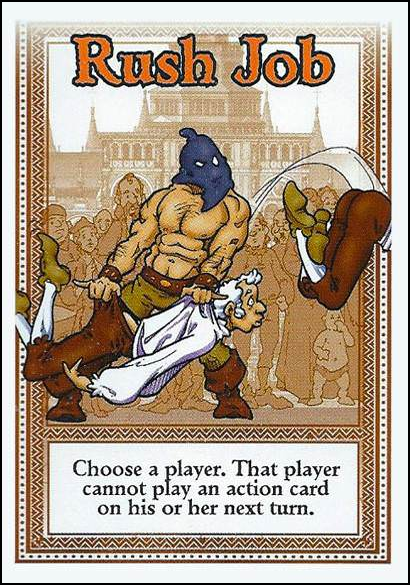 Rush Job
Choose a player. That player
cannot play an action card
on his or her next turn.